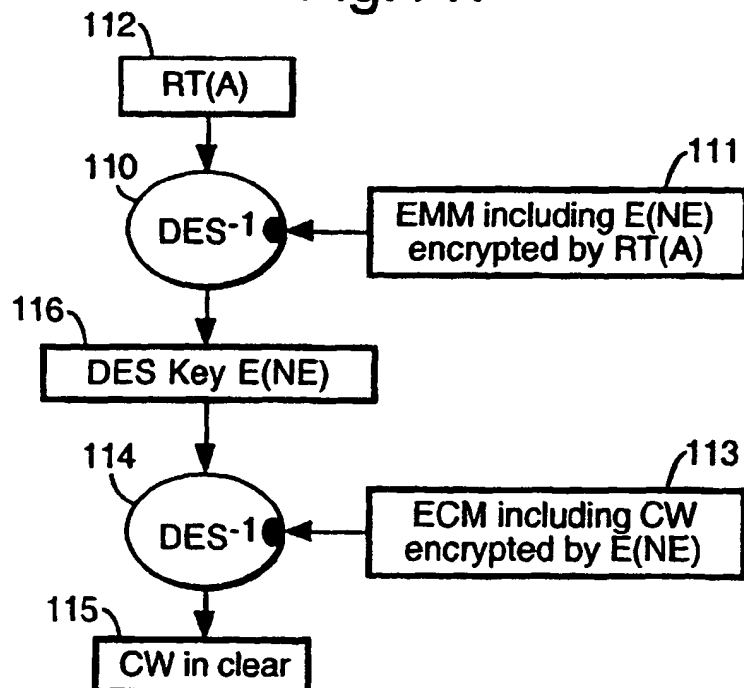 112
RT(A)
110
111
DES-1
EMM including E(NE)
encrypted by RT(A)
116
DES Key E(NE)
114
113
DES-1
ECM including CW
encrypted by E(NE)
115
CW in clear